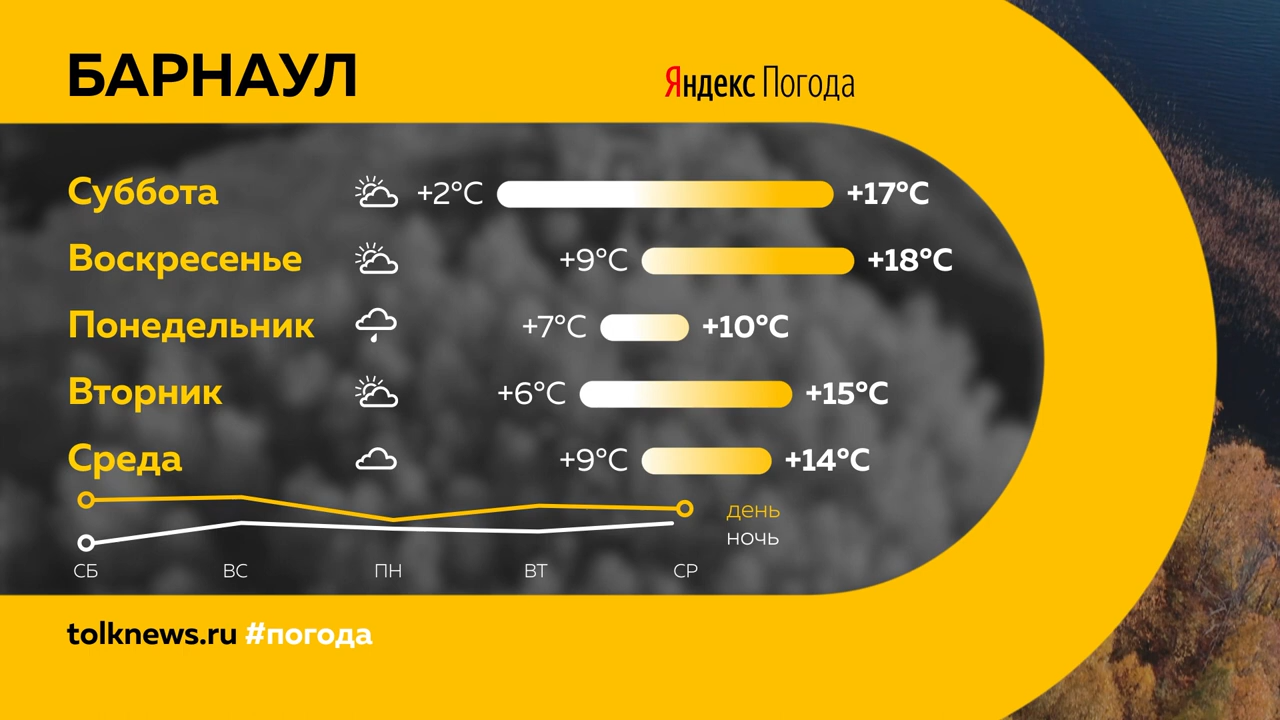 БАРНАУЛ
Яндекс Погода
Суббота +2°C +17°C
Воскресенье +9°C +18°C
Понедельник +7°C +10°C
Вторник +6°C +15°C
Среда +9°C +14°C
день
ночь
СБ ВС ПН ВТ СР
tolknews.ru #погода